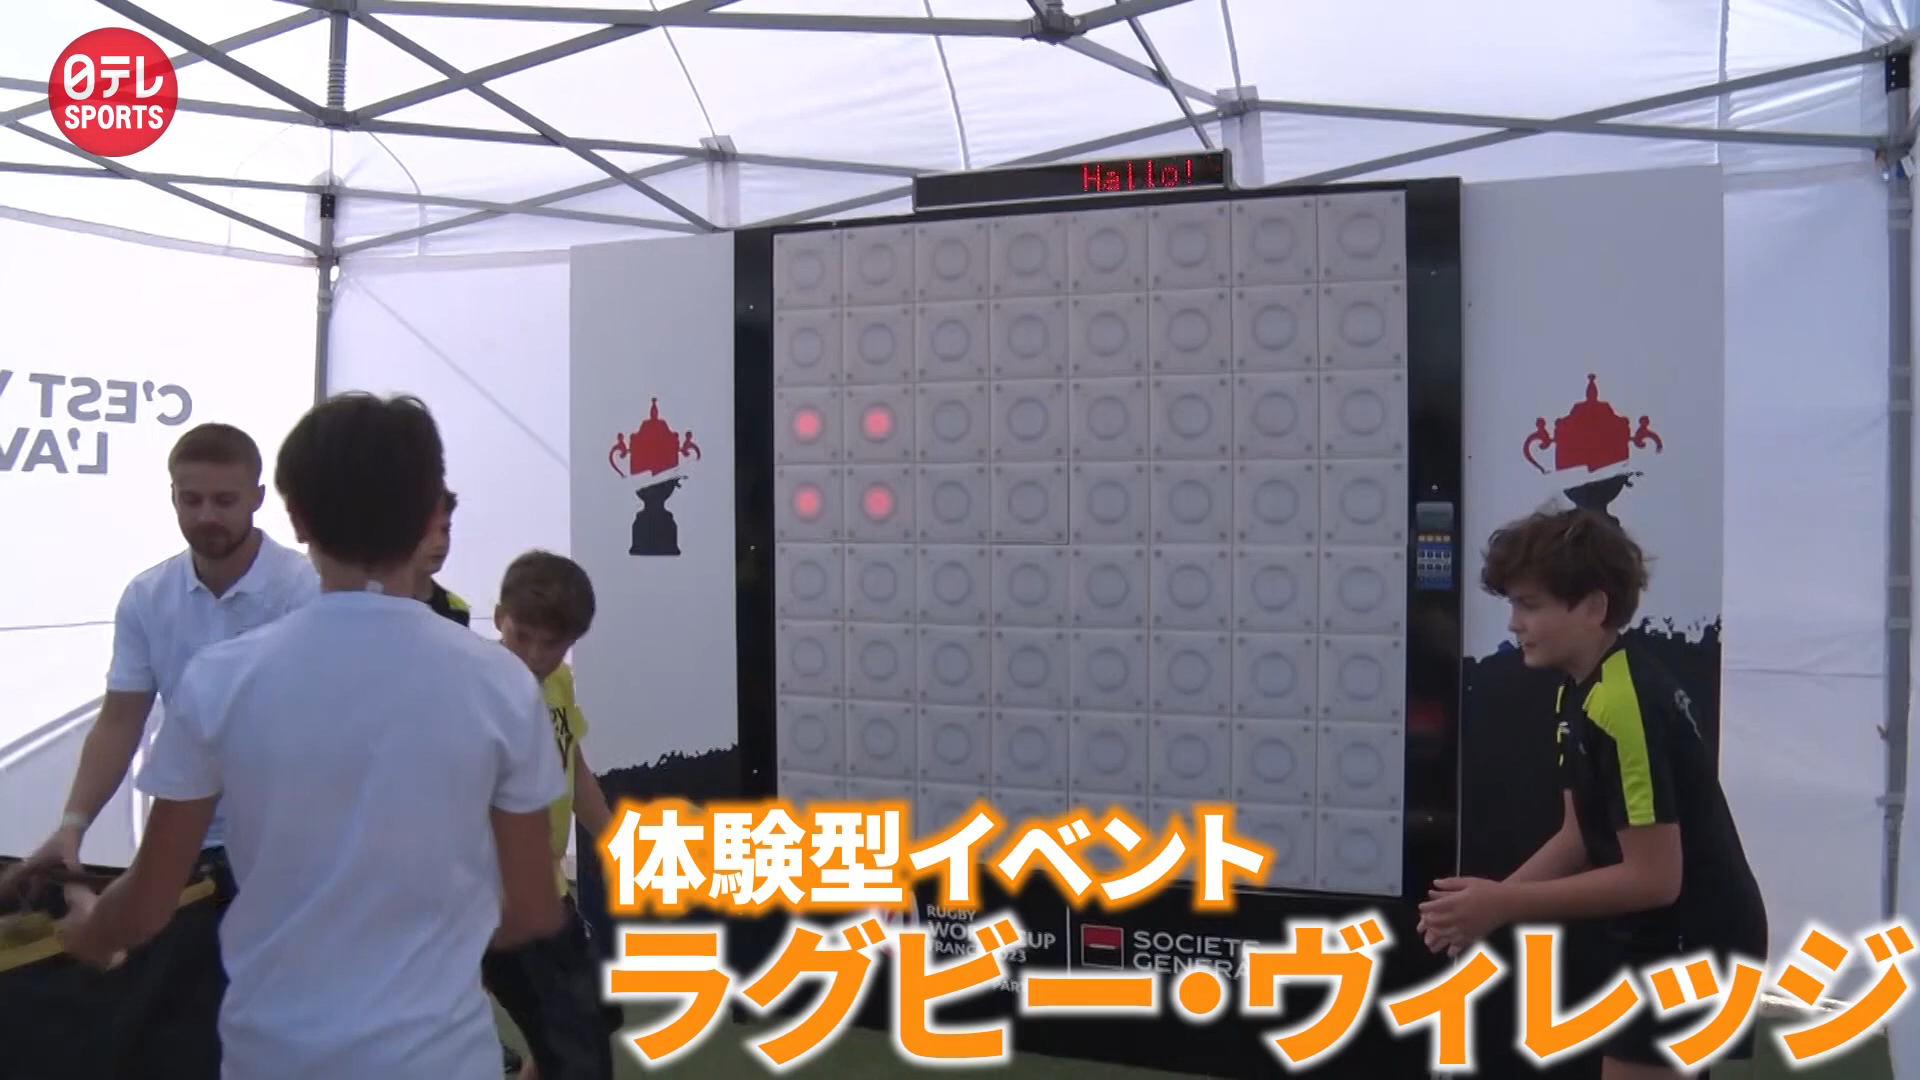 日テレ
SPORTS
Hallo!
C'EST
L'AV
体験型イベント
RUGBY
SOCIETE
ラグビー・ヴィレッジ